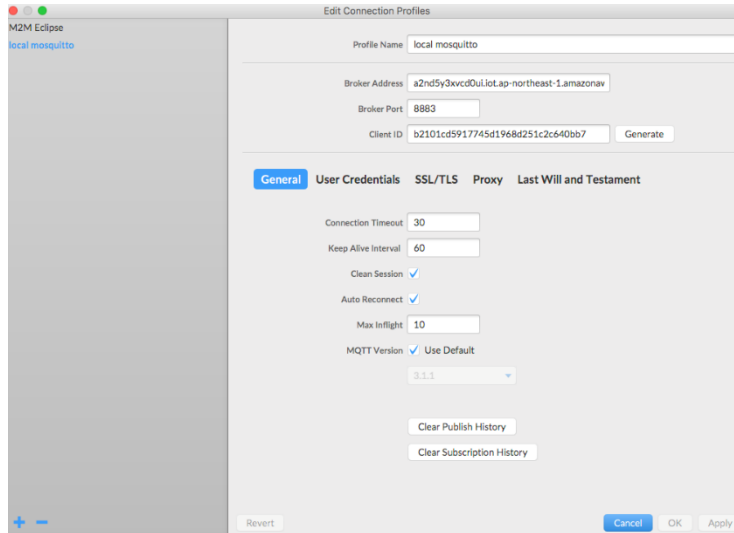 Edit Connection Profiles
M2M Eclipse
local mosquitto
Profile Name local mosquitto
Broker Address a2nd5y3xvcd0ui.iot.ap-northeast-1.amazonaw
Broker Port 8883
Client ID b2101cd5917745d1968d251c2c640bb7 Generate
General User Credentials SSL/TLS Proxy Last Will and Testament
Connection Timeout 30
Keep Alive Interval 60
Clean Session
Auto Reconnect
Max Inflight 10
MQTT Version Use Default
3.1.1
Clear Publish History
Clear Subscription History
Revert Cancel OK Apply